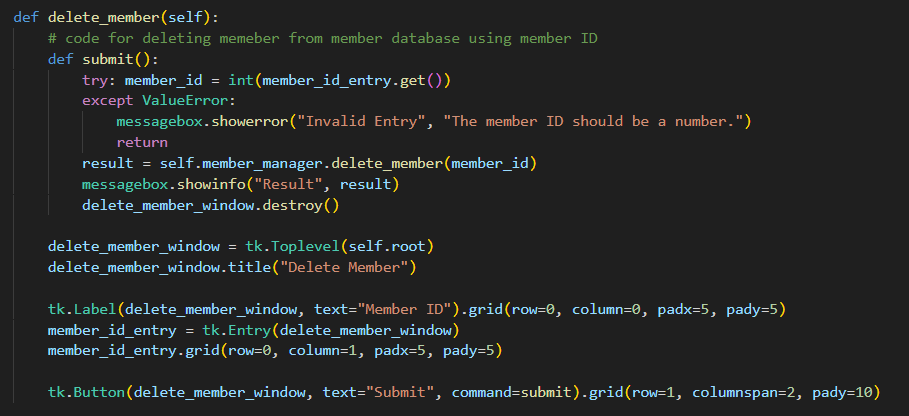 def delete_member(self):
    # code for deleting memeber from member database using member ID
    def submit():
        try: member_id = int(member_id_entry.get())
        except ValueError:
            messagebox.showerror("Invalid Entry", "The member ID should be a number.")
            return
        result = self.member_manager.delete_member(member_id)
        messagebox.showinfo("Result", result)
        delete_member_window.destroy()

    delete_member_window = tk.Toplevel(self.root)
    delete_member_window.title("Delete Member")

    tk.Label(delete_member_window, text="Member ID").grid(row=0, column=0, padx=5, pady=5)
    member_id_entry = tk.Entry(delete_member_window)
    member_id_entry.grid(row=0, column=1, padx=5, pady=5)

    tk.Button(delete_member_window, text="Submit", command=submit).grid(row=1, columnspan=2, pady=10)